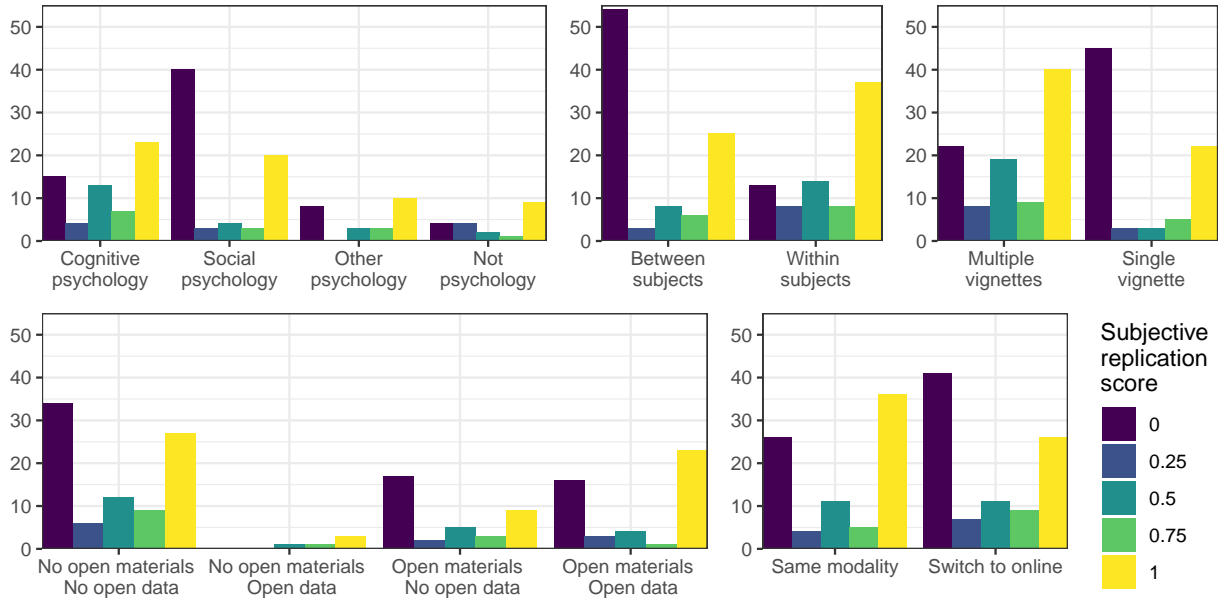 50
40
30
20
10
0
Cognitive psychology
Social psychology
Other psychology
Not psychology
50
40
30
20
10
0
Between subjects
Within subjects
50
40
30
20
10
0
Multiple vignettes
Single vignette
50
40
30
20
10
0
No open materials
No open data
No open materials
Open data
Open materials
No open data
Open materials
Open data
50
40
30
20
10
0
Same modality
Switch to online
Subjective
replication
score
0
0.25
0.5
0.75
1